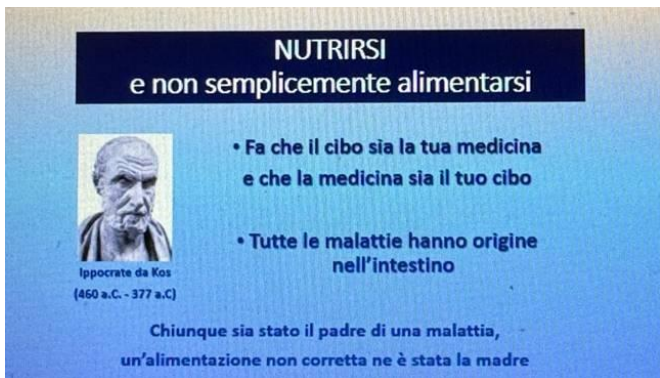 NUTRIRSI
e non semplicemente alimentarsi
• Fa che il cibo sia la tua medicina
e che la medicina sia il tuo cibo
• Tutte le malattie hanno origine
nell'intestino
Ippocrate da Kos
(460 a.C. - 377 a.C)
Chiunque sia stato il padre di una malattia,
un'alimentazione non corretta ne è stata la madre